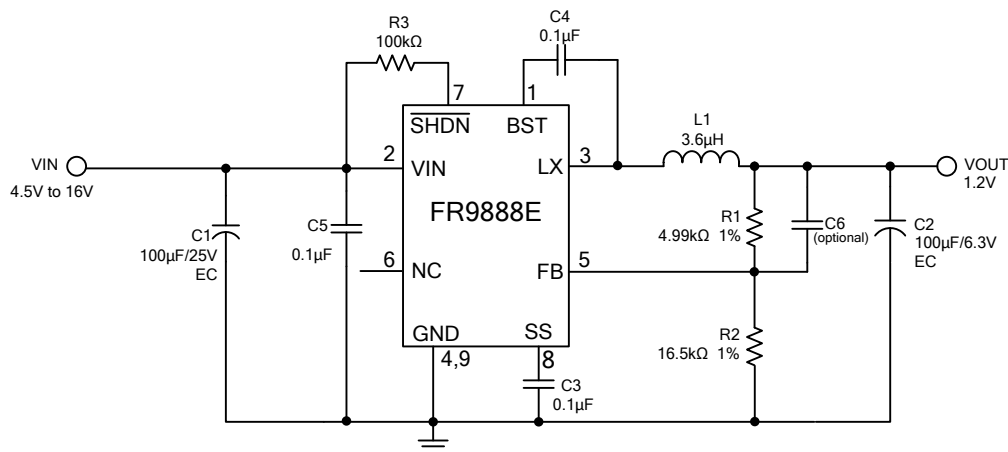 C4
0.1μF
R3
100kΩ
7
1
SHDN
BST
L1
3.6μH
VIN
4.5V to 16V
2
VIN
LX
3
VOUT
1.2V
FR9888E
C1
100μF/25V
EC
C5
0.1μF
R1
4.99kΩ 1%
C6
(optional)
C2
100μF/6.3V
EC
6
NC
FB
5
GND
SS
R2
16.5kΩ 1%
4,9
8
C3
0.1μF